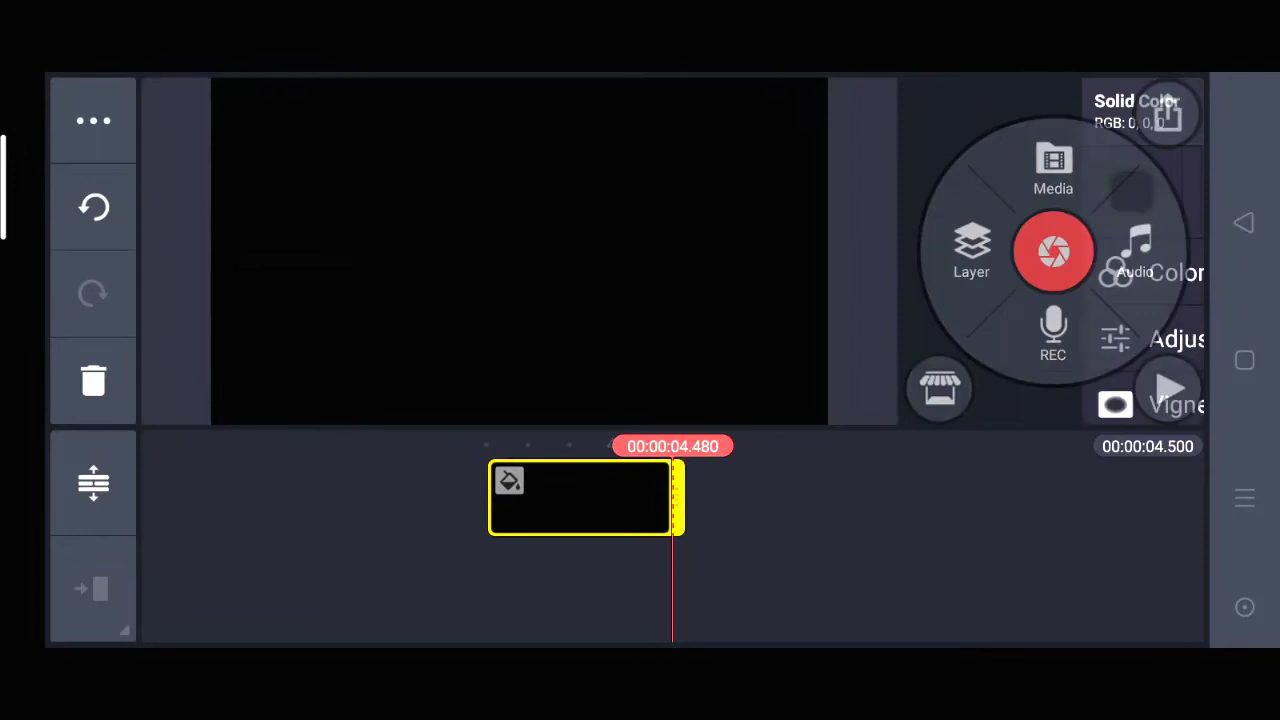 Solid Color
RGB: 0, 0, 0
Media
Layer
Audio
Color
Adjus
REC
Vigne
00:00:04.480
00:00:04.500